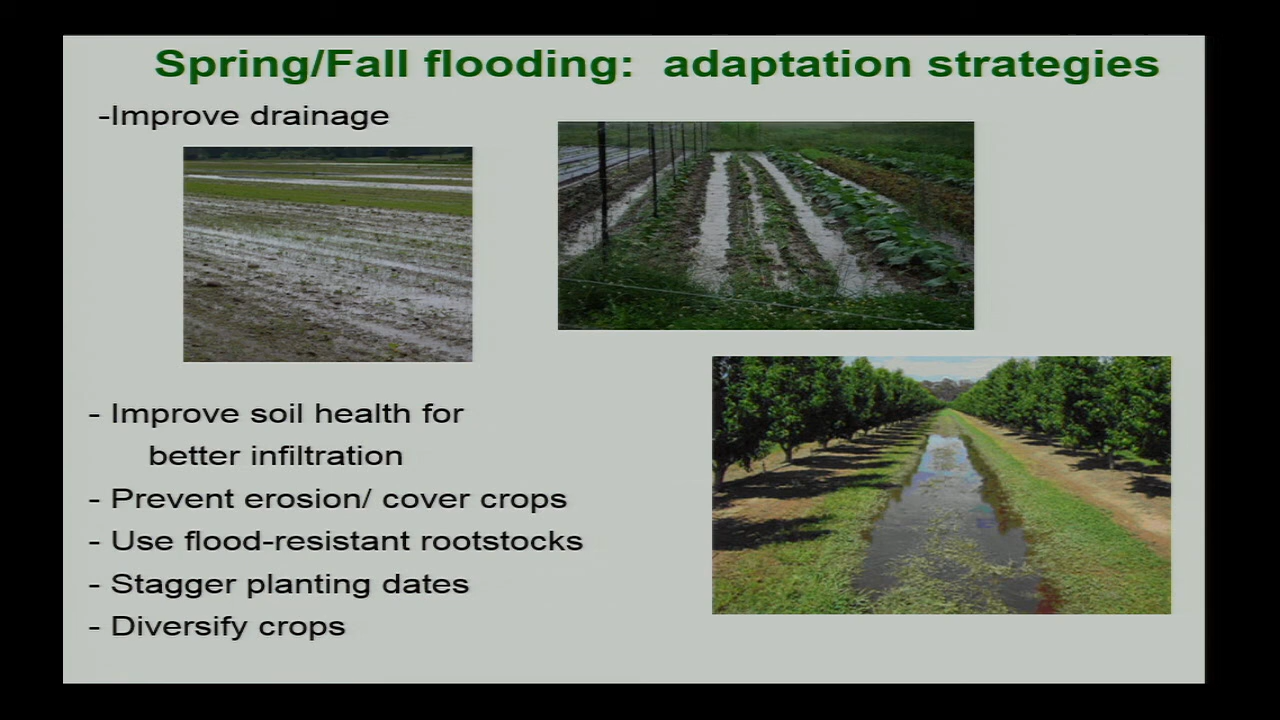 Spring/Fall flooding: adaptation strategies
-Improve drainage
- Improve soil health for
better infiltration
- Prevent erosion/ cover crops
- Use flood-resistant rootstocks
- Stagger planting dates
- Diversify crops